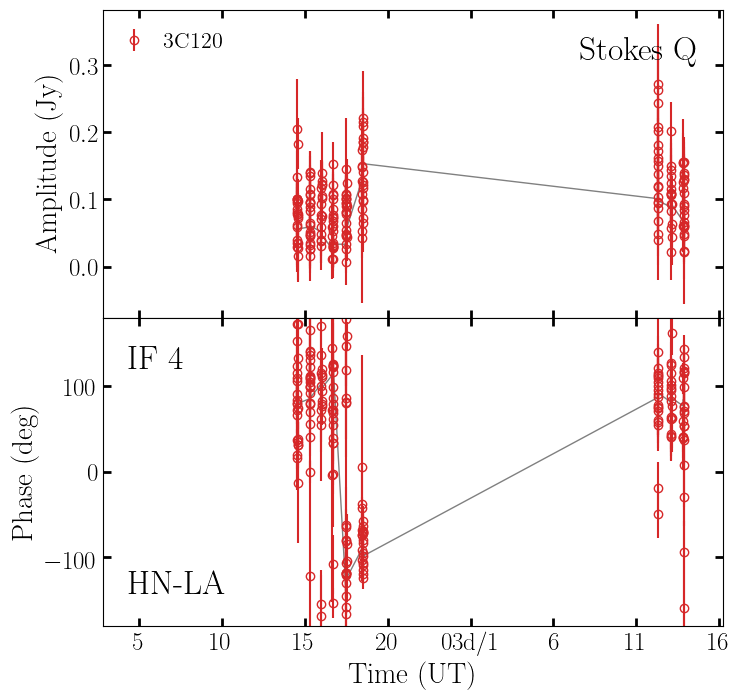 3C120
Stokes Q
Amplitude (Jy)
0.3
0.2
0.1
0.0
IF 4
Phase (deg)
100
0
−100
HN-LA
5 10 15 20 03d/1 6 11 16
Time (UT)